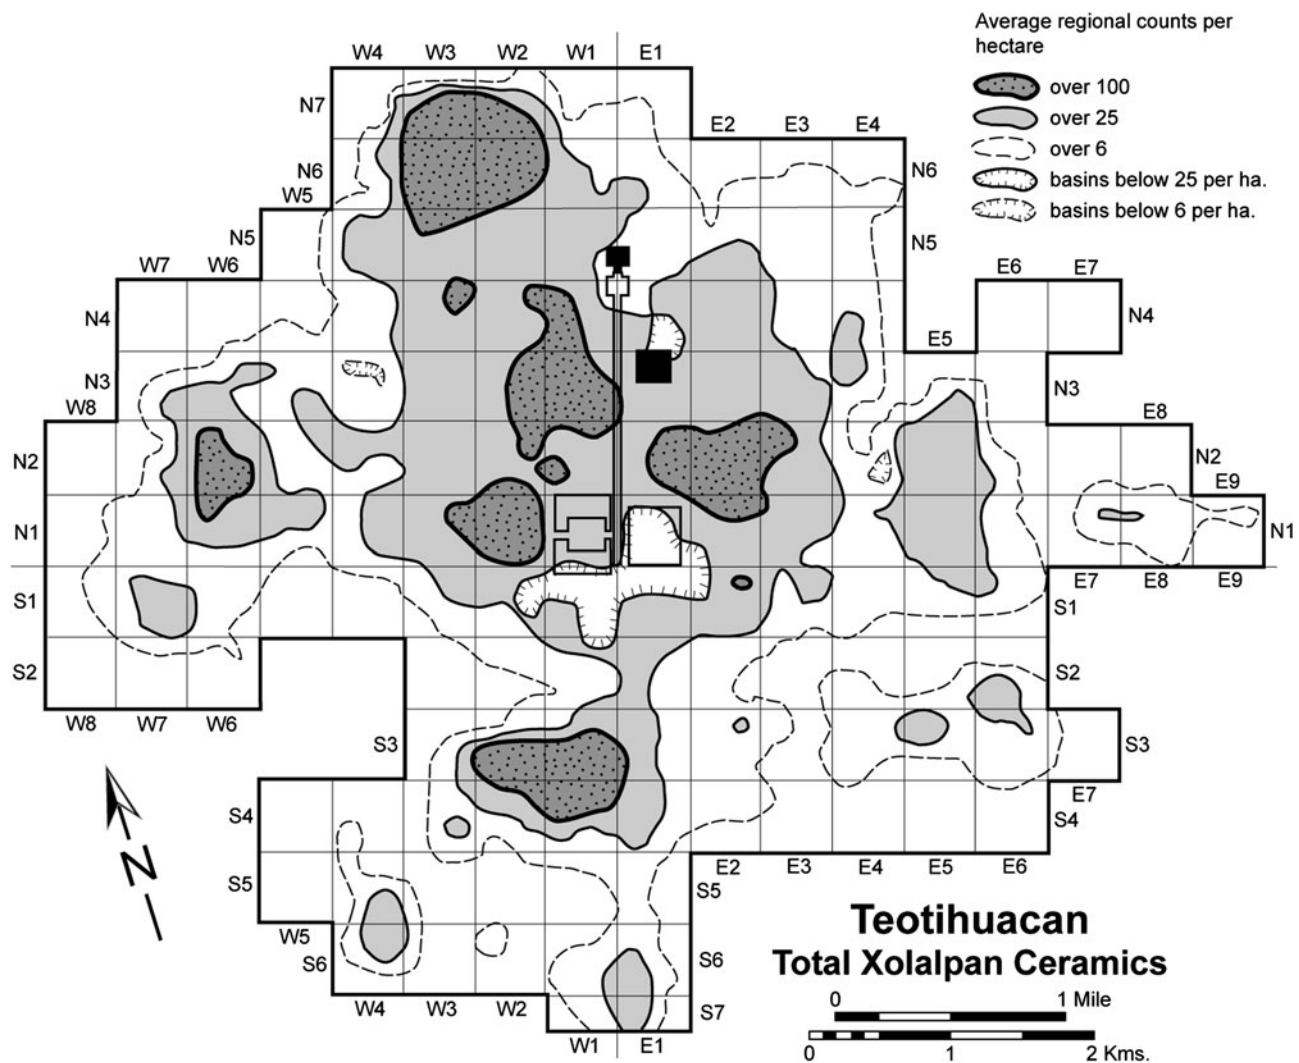 Average regional counts per
hectare
over 100
over 25
over 6
basins below 25 per ha.
basins below 6 per ha.
W4 W3 W2 W1 E1
N7
E2 E3 E4
N6 N6
W5
N5 N5
W7 W6 E6 E7
N4 N4
E5
N3 N3
W8 E8
N2 N2
E9
N1 N1
E7 E8 E9
S1 S1
S2 S2
W8 W7 W6
S3 S3
E7
S4 S4
E2 E3 E4 E5 E6
S5 S5
W5
S6 S6
W4 W3 W2
S7
W1 E1
N
Teotihuacan
Total Xolalpan Ceramics
0 1 Mile
0 1 2 Kms.